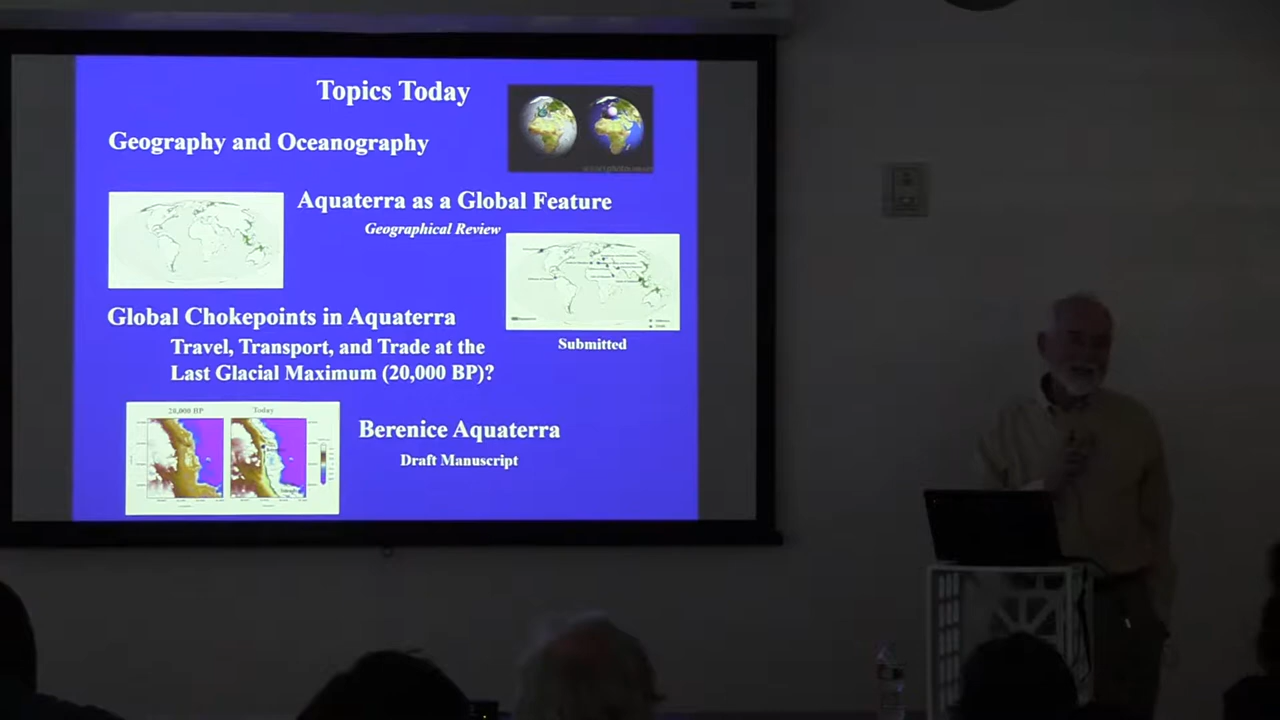 Topics Today
Geography and Oceanography
Aquaterra as a Global Feature
Geographical Review
Global Chokepoints in Aquaterra
Travel, Transport, and Trade at the
Last Glacial Maximum (20,000 BP)?
Submitted
20,000 BP
Today
Berenice Aquaterra
Draft Manuscript